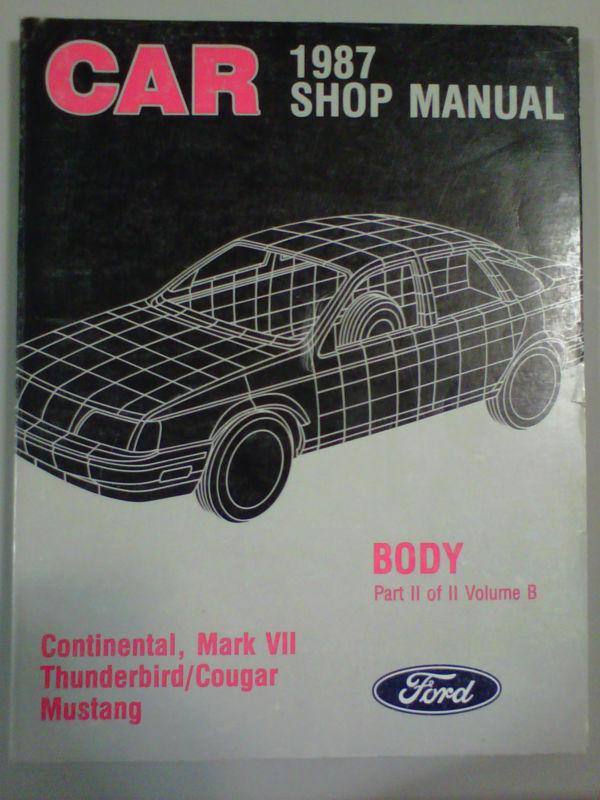 CAR
1987
SHOP MANUAL
BODY
Part II of II Volume B
Continental, Mark VII
Thunderbird/Cougar
Mustang
Ford